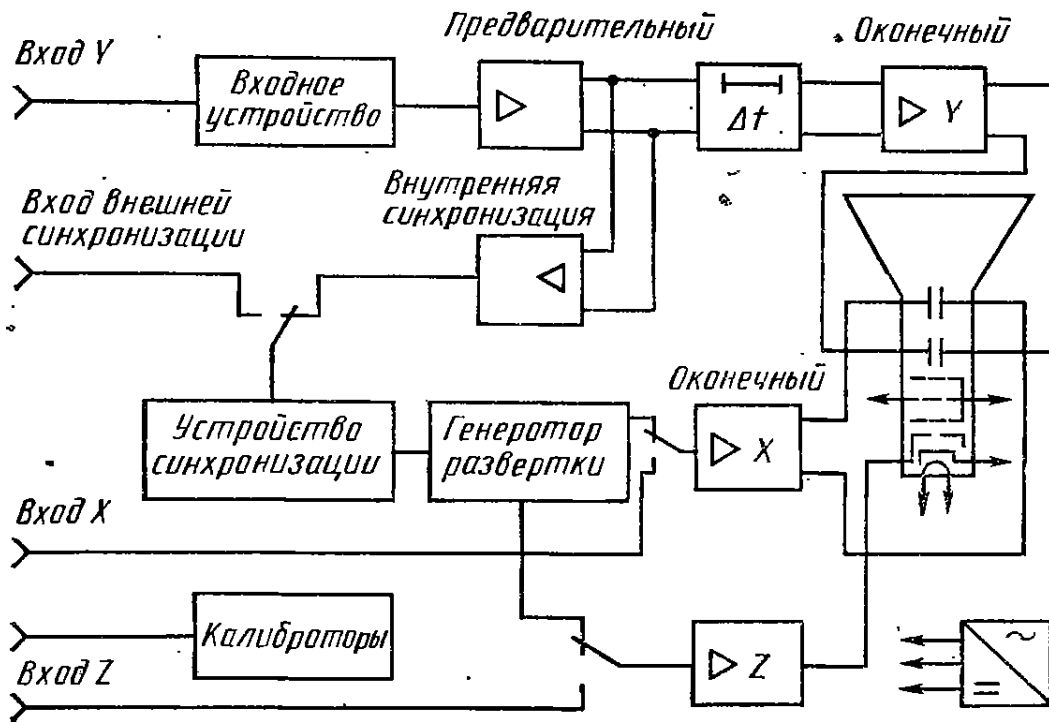 Вход Y
Входное
устройство
Предварительный
Δt
Оконечный
Y
Вход внешней
синхронизации
Внутренняя
синхронизация
Устройство
синхронизации
Генератор
развертки
Оконечный
X
Вход X
Калибраторы
Вход Z
Z